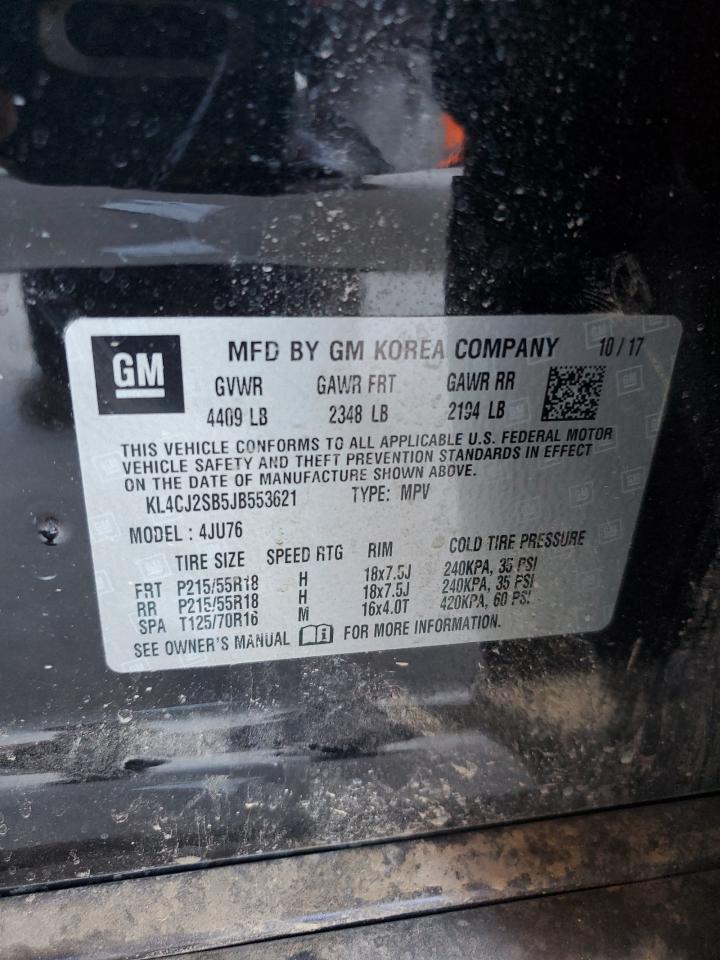 GM MFD BY GM KOREA COMPANY 10/17
GVWR GAWR FRT GAWR RR
4409 LB 2348 LB 2194 LB
THIS VEHICLE CONFORMS TO ALL APPLICABLE U.S. FEDERAL MOTOR
VEHICLE SAFETY AND THEFT PREVENTION STANDARDS IN EFFECT
ON THE DATE OF MANUFACTURE SHOWN ABOVE.
KL4CJ2SB5JB553621 TYPE: MPV
MODEL : 4JU76
TIRE SIZE SPEED RTG RIM COLD TIRE PRESSURE
FRT P215/55R18 H 18x7.5J 240KPA, 35 PSI
RR P215/55R18 H 18x7.5J 240KPA, 35 PSI
SPA T125/70R16 M 16x4.0T 420KPA, 60 PSI
SEE OWNER'S MANUAL FOR MORE INFORMATION.